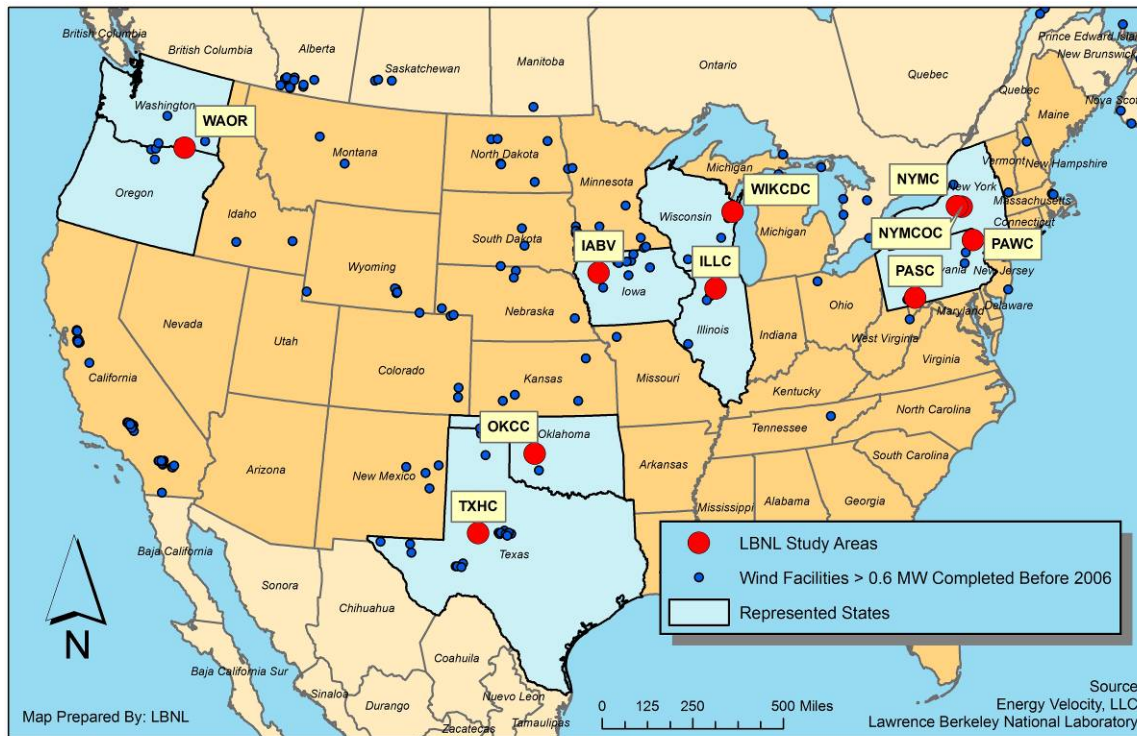 British Columbia
British Columbia
Alberta
Saskatchewan
Manitoba
Ontario
Quebec
Prince Edward Isla
New Brunswick
Quebec
Nova Scot
Maine
Washington
WAOR
Montana
North Dakota
Minnesota
Michigan
Vermont
New Hampshire
NYMC
New York
Massachusetts
Oregon
Idaho
WIKCDC
Wisconsin
Michigan
NYMCOC
Connecticut
PAWC
South Dakota
IABV
ILLC
Wyoming
Iowa
PASC
vania
New Jersey
Nebraska
Illinois
Indiana
Ohio
Maryland
Delaware
Nevada
Utah
West Virginia
Virginia
California
Colorado
Kansas
Missouri
Kentucky
North Carolina
Tennessee
OKCC
Oklahoma
Arizona
New Mexico
Arkansas
South Carolina
Mississippi
Alabama
Georgia
TXHC
Texas
Baja California
Sonora
Chihuahua
Coahuila
Baja California Sur
Sinaloa
Durango
Nuevo Leon
Zacatecas
Tamaulipas
N
LBNL Study Areas
Wind Facilities > 0.6 MW Completed Before 2006
Represented States
0 125 250 500 Miles
Map Prepared By: LBNL
Source
Energy Velocity, LLC
Lawrence Berkeley National Laboratory